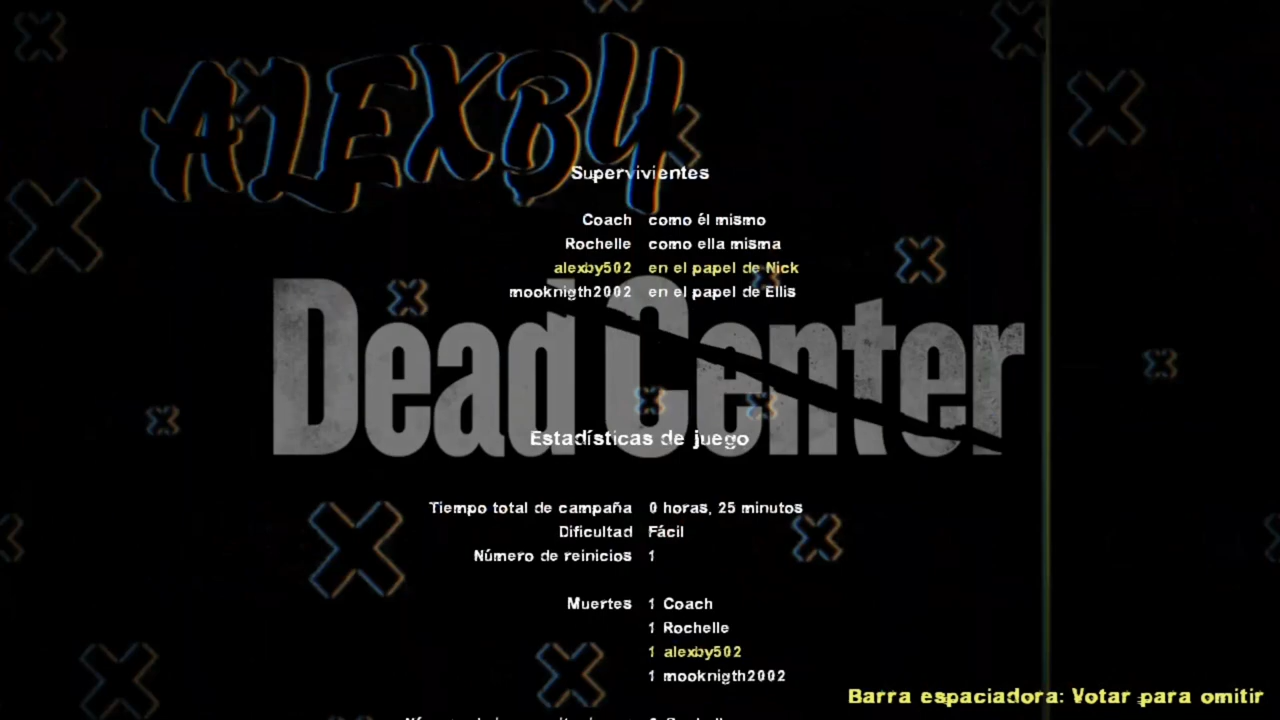 ALEXBY
Supervivientes
Coach como él mismo
Rochelle como ella misma
alexby502 en el papel de Nick
mooknigth2002 en el papel de Ellis
Dead Center
Estadísticas de juego
Tiempo total de campaña 0 horas, 25 minutos
Dificultad Fácil
Número de reinicios 1
Muertes 1 Coach
1 Rochelle
1 alexby502
1 mooknigth2002
Barra espaciadora: Votar para omitir